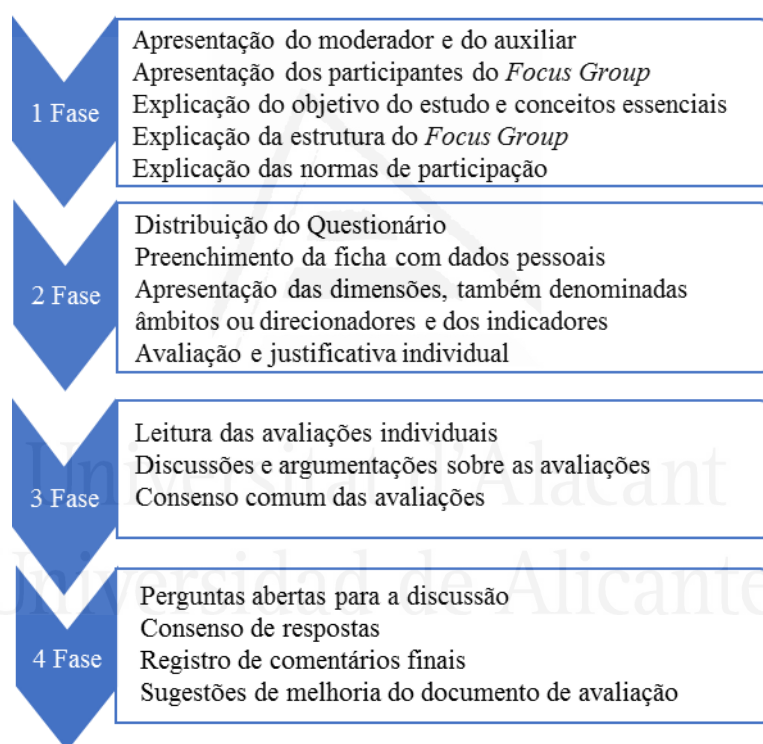 1 Fase
Apresentação do moderador e do auxiliar
Apresentação dos participantes do Focus Group
Explicação do objetivo do estudo e conceitos essenciais
Explicação da estrutura do Focus Group
Explicação das normas de participação
2 Fase
Distribuição do Questionário
Preenchimento da ficha com dados pessoais
Apresentação das dimensões, também denominadas
âmbitos ou direcionadores e dos indicadores
Avaliação e justificativa individual
3 Fase
Leitura das avaliações individuais
Discussões e argumentações sobre as avaliações
Consenso comum das avaliações
4 Fase
Perguntas abertas para a discussão
Consenso de respostas
Registro de comentários finais
Sugestões de melhoria do documento de avaliação
Universitat d'Alacant
Universidad de Alicante